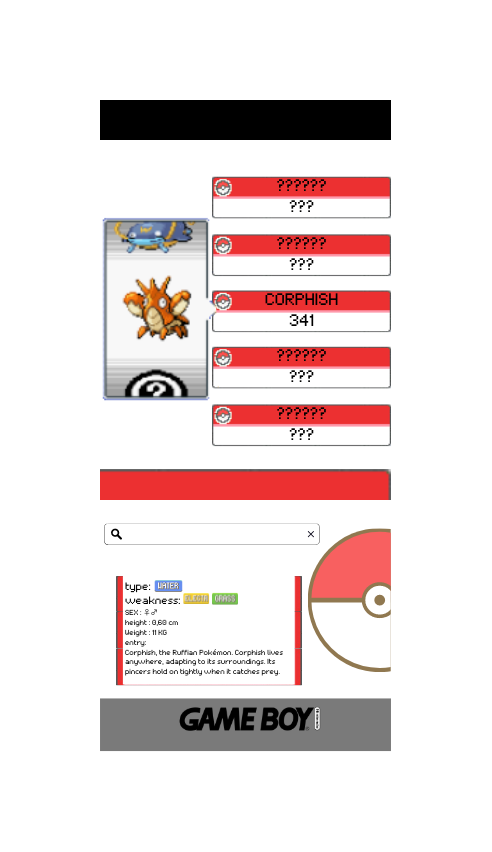 ??????
???
??????
???
CORPHISH
341
??????
???
??????
???
?
type: WATER
weakness: ELECTR GRASS
SEX : ♀♂
height : 0,60 cm
Weight : 11 KG
entry:
Corphish, the Ruffian Pokémon. Corphish lives
anywhere, adapting to its surroundings. Its
pincers hold on tightly when it catches prey.
GAME BOY